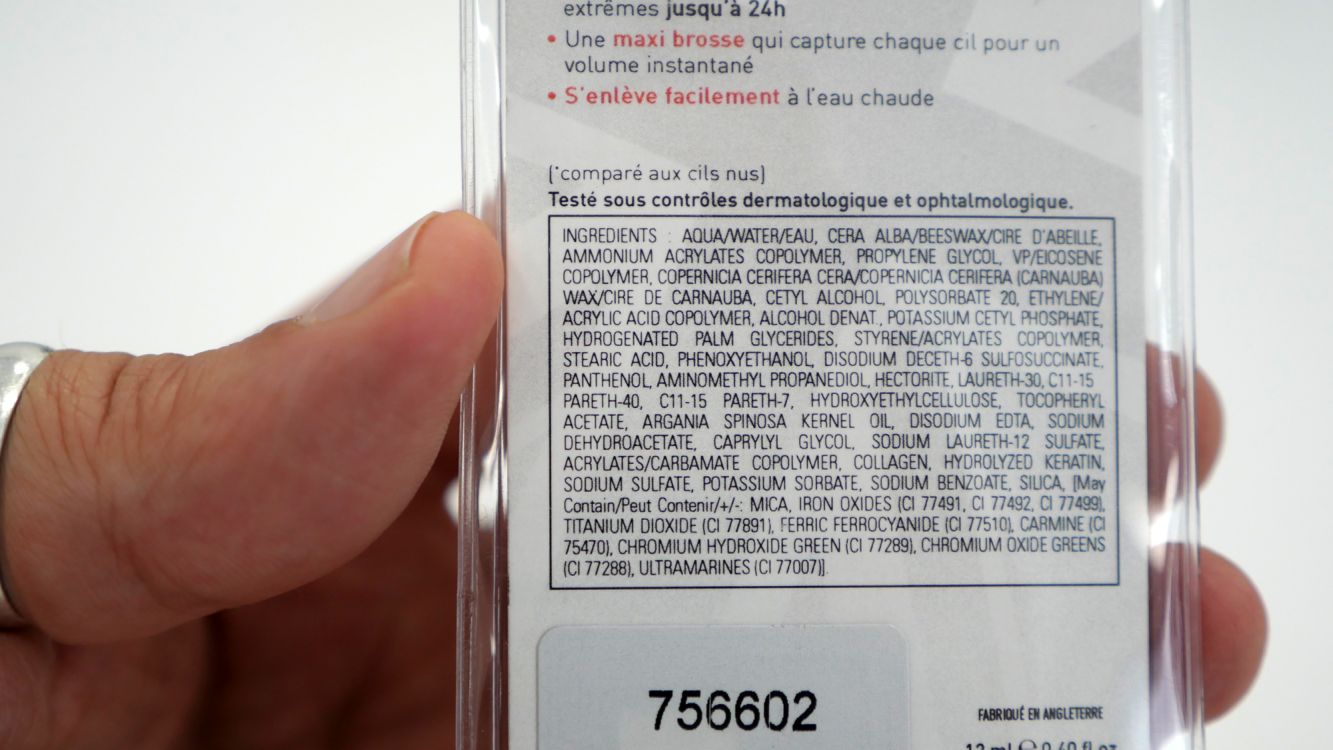 extrêmes jusqu'à 24h
• Une maxi brosse qui capture chaque cil pour un
volume instantané
• S'enlève facilement à l'eau chaude
(*comparé aux cils nus)
Testé sous contrôles dermatologique et ophtalmologique.
INGREDIENTS : AQUA/WATER/EAU, CERA ALBA/BEESWAX/CIRE D'ABEILLE,
AMMONIUM ACRYLATES COPOLYMER, PROPYLENE GLYCOL, VP/EICOSENE
COPOLYMER, COPERNICIA CERIFERA CERA/COPERNICIA CERIFERA (CARNAUBA)
WAX/CIRE DE CARNAUBA, CETYL ALCOHOL, POLYSORBATE 20, ETHYLENE/
ACRYLIC ACID COPOLYMER, ALCOHOL DENAT., POTASSIUM CETYL PHOSPHATE,
HYDROGENATED PALM GLYCERIDES, STYRENE/ACRYLATES COPOLYMER,
STEARIC ACID, PHENOXYETHANOL, DISODIUM DECETH-6 SULFOSUCCINATE,
PANTHENOL, AMINOMETHYL PROPANEDIOL, HECTORITE, LAURETH-30, C11-15
PARETH-40, C11-15 PARETH-7, HYDROXYETHYLCELLULOSE, TOCOPHERYL
ACETATE, ARGANIA SPINOSA KERNEL OIL, DISODIUM EDTA, SODIUM
DEHYDROACETATE, CAPRYLYL GLYCOL, SODIUM LAURETH-12 SULFATE,
ACRYLATES/CARBAMATE COPOLYMER, COLLAGEN, HYDROLYZED KERATIN,
SODIUM SULFATE, POTASSIUM SORBATE, SODIUM BENZOATE, SILICA, [May
Contain/Peut Contenir/+/-: MICA, IRON OXIDES (CI 77491, CI 77492, CI 77499),
TITANIUM DIOXIDE (CI 77891), FERRIC FERROCYANIDE (CI 77510), CARMINE (CI
75470), CHROMIUM HYDROXIDE GREEN (CI 77289), CHROMIUM OXIDE GREENS
(CI 77288), ULTRAMARINES (CI 77007)].
756602
FABRIQUÉ EN ANGLETERRE
12 ml ℮ 0.40 fl oz